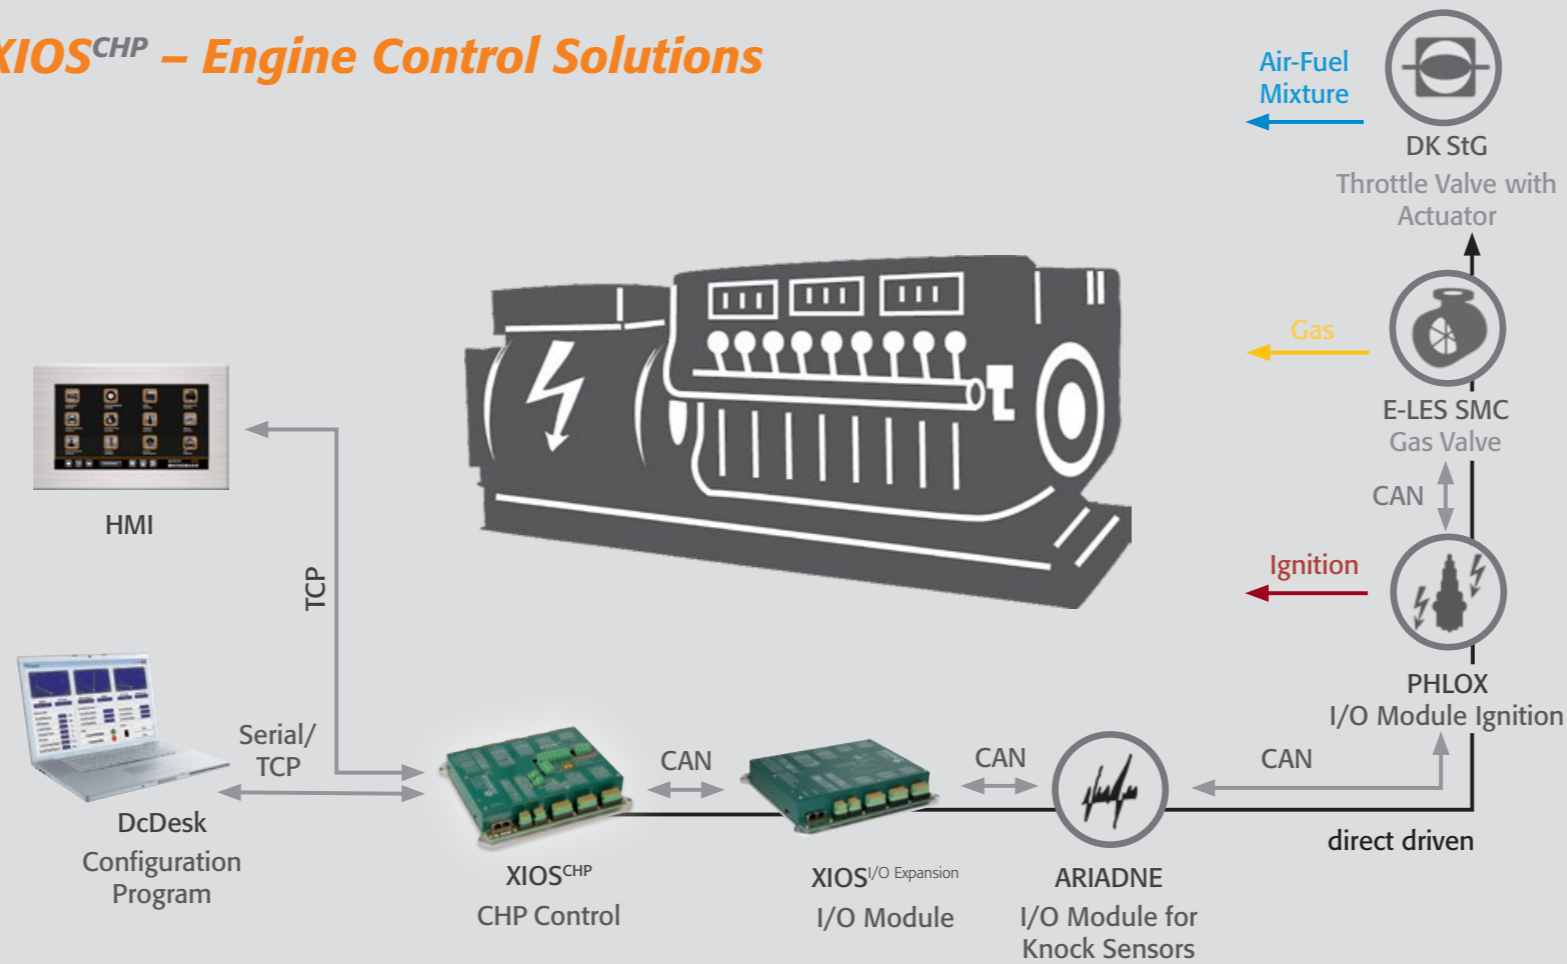 XIOSCHP – Engine Control Solutions
Air-Fuel
Mixture
DK StG
Throttle Valve with
Actuator
Gas
E-LES SMC
Gas Valve
CAN
HMI
TCP
Ignition
PHLOX
I/O Module Ignition
Serial/
TCP
CAN
CAN
CAN
DcDesk
Configuration
Program
direct driven
XIOSCHP
CHP Control
XIOSI/O Expansion
I/O Module
ARIADNE
I/O Module for
Knock Sensors